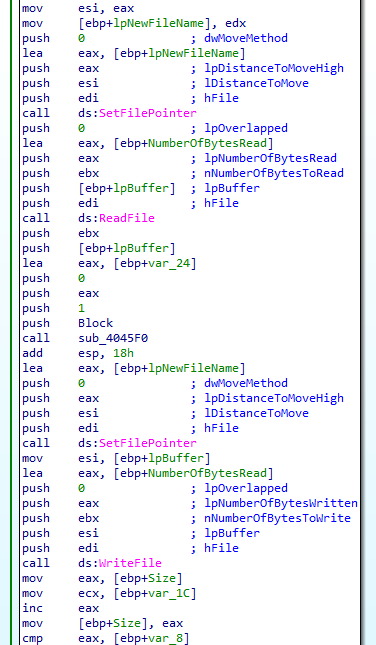 mov esi, eax
mov [ebp+lpNewFileName], edx
push 0 ; dwMoveMethod
lea eax, [ebp+lpNewFileName]
push eax ; lpDistanceToMoveHigh
push esi ; lDistanceToMove
push edi ; hFile
call ds:SetFilePointer
push 0 ; lpOverlapped
lea eax, [ebp+NumberOfBytesRead]
push eax ; lpNumberOfBytesRead
push ebx ; nNumberOfBytesToRead
push [ebp+lpBuffer] ; lpBuffer
push edi ; hFile
call ds:ReadFile
push ebx
push [ebp+lpBuffer]
lea eax, [ebp+var_24]
push 0
push eax
push 1
push Block
call sub_4045F0
add esp, 18h
lea eax, [ebp+lpNewFileName]
push 0 ; dwMoveMethod
push eax ; lpDistanceToMoveHigh
push esi ; lDistanceToMove
push edi ; hFile
call ds:SetFilePointer
mov esi, [ebp+lpBuffer]
lea eax, [ebp+NumberOfBytesRead]
push 0 ; lpOverlapped
push eax ; lpNumberOfBytesWritten
push ebx ; nNumberOfBytesToWrite
push esi ; lpBuffer
push edi ; hFile
call ds:WriteFile
mov eax, [ebp+Size]
mov ecx, [ebp+var_1C]
inc eax
mov [ebp+Size], eax
cmp eax, [ebp+var_8]